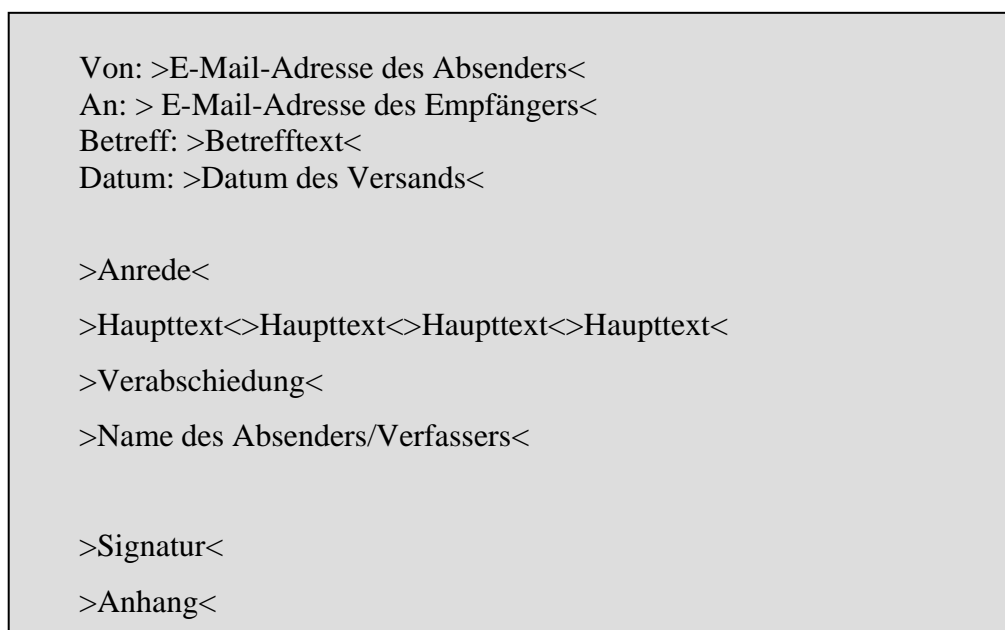 Von: >E-Mail-Adresse des Absenders<
An: > E-Mail-Adresse des Empfängers<
Betreff: >Betrefftext<
Datum: >Datum des Versands<
>Anrede<
>Haupttext<>Haupttext<>Haupttext<>Haupttext<
>Verabschiedung<
>Name des Absenders/Verfassers<
>Signatur<
>Anhang<